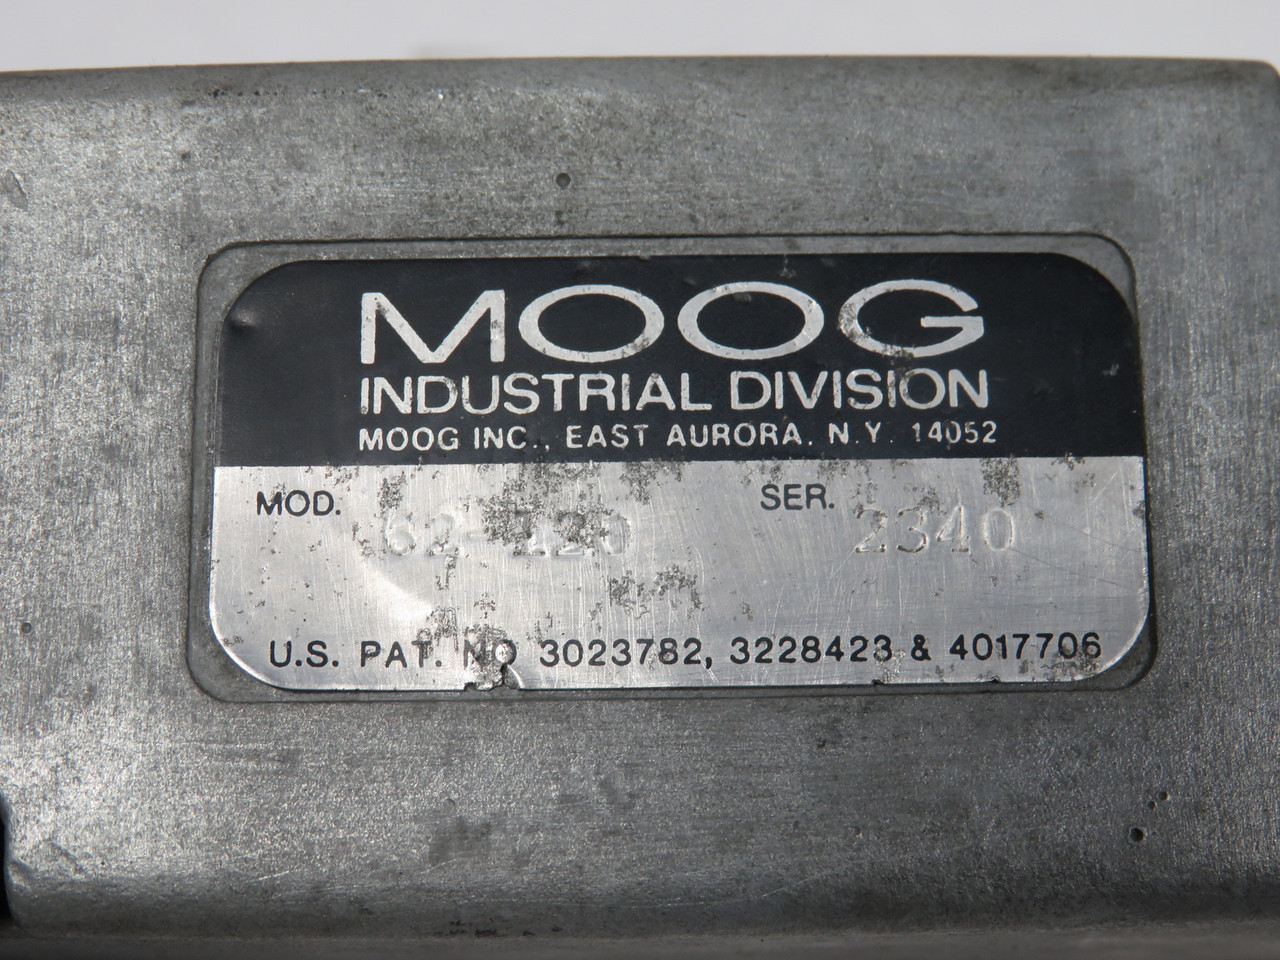 MOOG
INDUSTRIAL DIVISION
MOOG INC., EAST AURORA, N.Y. 14052
MOD. SER. 2340
U.S. PAT. NO 3023782, 3228423 & 4017706